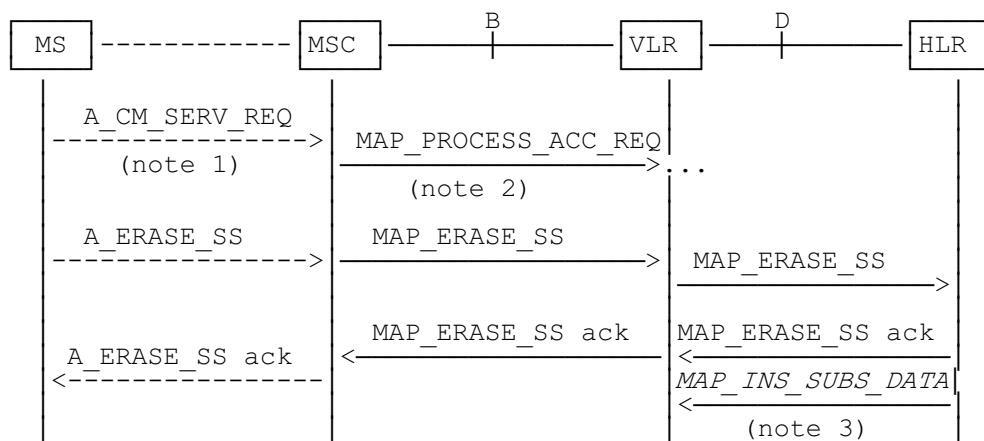 B D
MS MSC VLR HLR
A_CM_SERV_REQ
MAP_PROCESS_ACC_REQ
(note 1)
...
(note 2)
A_ERASE_SS MAP_ERASE_SS
MAP_ERASE_SS
MAP_ERASE_SS ack MAP_ERASE_SS ack
A_ERASE_SS ack
MAP_INS_SUBS_DATA
(note 3)